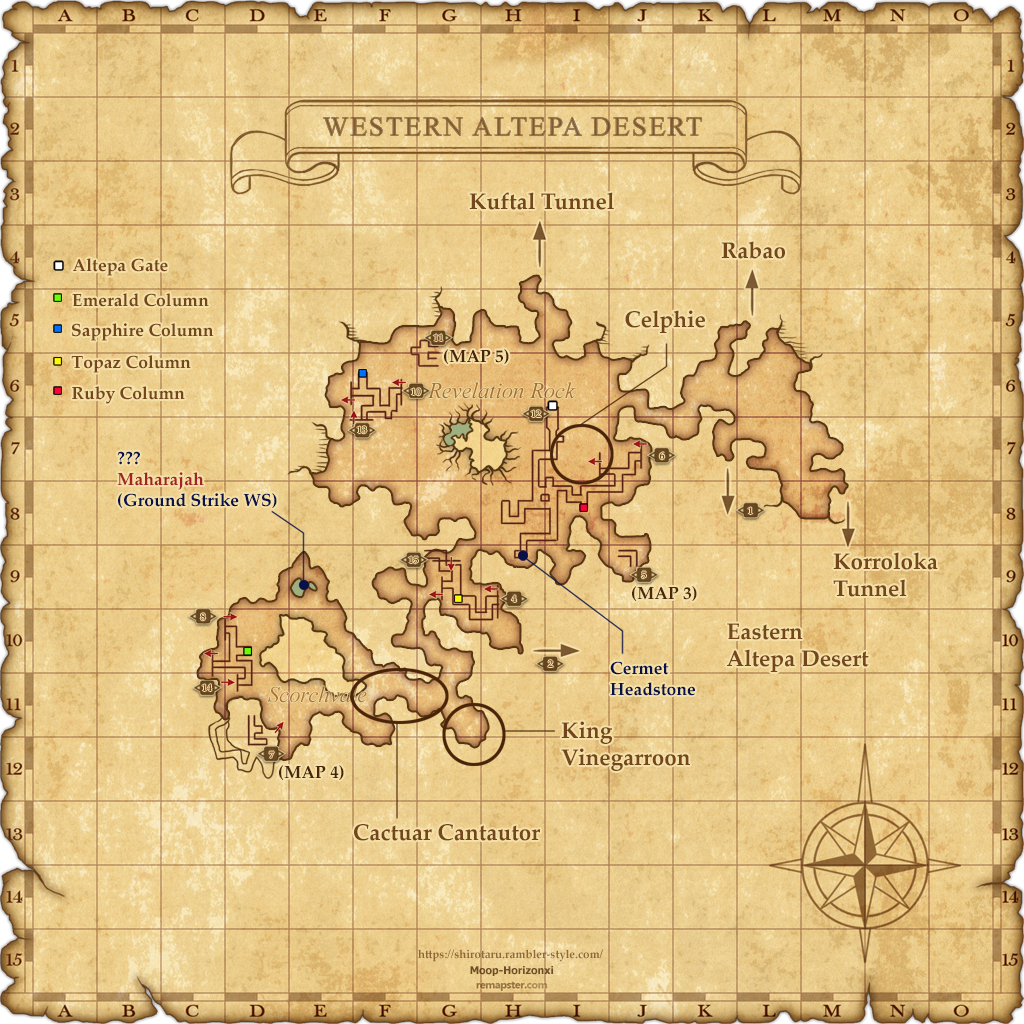 A B C D E F G H I J K L M N O
1 1
WESTERN ALTEPA DESERT
2 2
3 3
Kuftal Tunnel
4 4
Rabao
Altepa Gate
Emerald Column
Sapphire Column
Topaz Column
Ruby Column
5 5
Celphie
11
(MAP 5)
6 6
10
Revelation Rock
12
13
7 7
6
???
Maharajah
(Ground Strike WS)
8 8
1
Korroloka
Tunnel
9 9
15
5
(MAP 3)
4
8
10 10
Eastern
Altepa Desert
2
Cermet
Headstone
14
Scorchvale
11 11
King
Vinegarroon
7
(MAP 4)
12 12
Cactuar Cantautor
13 13
14 14
15 15
https://shirotaru.rambler-style.com/
Moop-Horizonxi
remapster.com
A B C D E F G H I J K L M N O